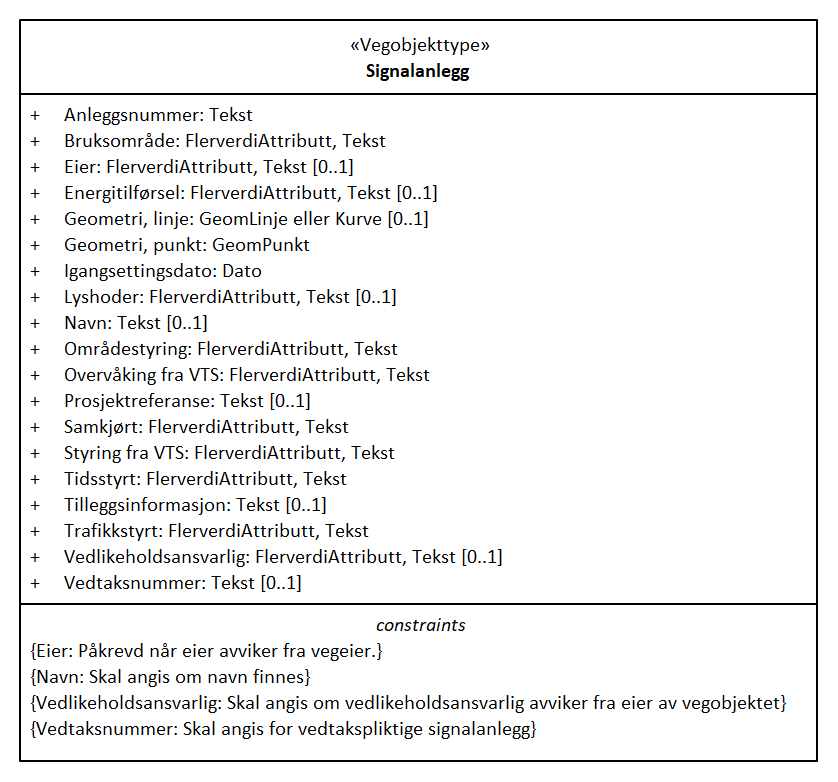 «Vegobjekttype»
Signalanlegg
+ Anleggsnummer: Tekst
+ Bruksområde: FlerverdiAttributt, Tekst
+ Eier: FlerverdiAttributt, Tekst [0..1]
+ Energitilførsel: FlerverdiAttributt, Tekst [0..1]
+ Geometri, linje: GeomLinje eller Kurve [0..1]
+ Geometri, punkt: GeomPunkt
+ Igangsettingsdato: Dato
+ Lyshoder: FlerverdiAttributt, Tekst [0..1]
+ Navn: Tekst [0..1]
+ Områdestyring: FlerverdiAttributt, Tekst
+ Overvåking fra VTS: FlerverdiAttributt, Tekst
+ Prosjektreferanse: Tekst [0..1]
+ Samkjørt: FlerverdiAttributt, Tekst
+ Styring fra VTS: FlerverdiAttributt, Tekst
+ Tidsstyrt: FlerverdiAttributt, Tekst
+ Tilleggsinformasjon: Tekst [0..1]
+ Trafikkstyrt: FlerverdiAttributt, Tekst
+ Vedlikeholdsansvarlig: FlerverdiAttributt, Tekst [0..1]
+ Vedtaksnummer: Tekst [0..1]
constraints
{Eier: Påkrevd når eier avviker fra vegeier.}
{Navn: Skal angis om navn finnes}
{Vedlikeholdsansvarlig: Skal angis om vedlikeholdsansvarlig avviker fra eier av vegobjektet}
{Vedtaksnummer: Skal angis for vedtakspliktige signalanlegg}